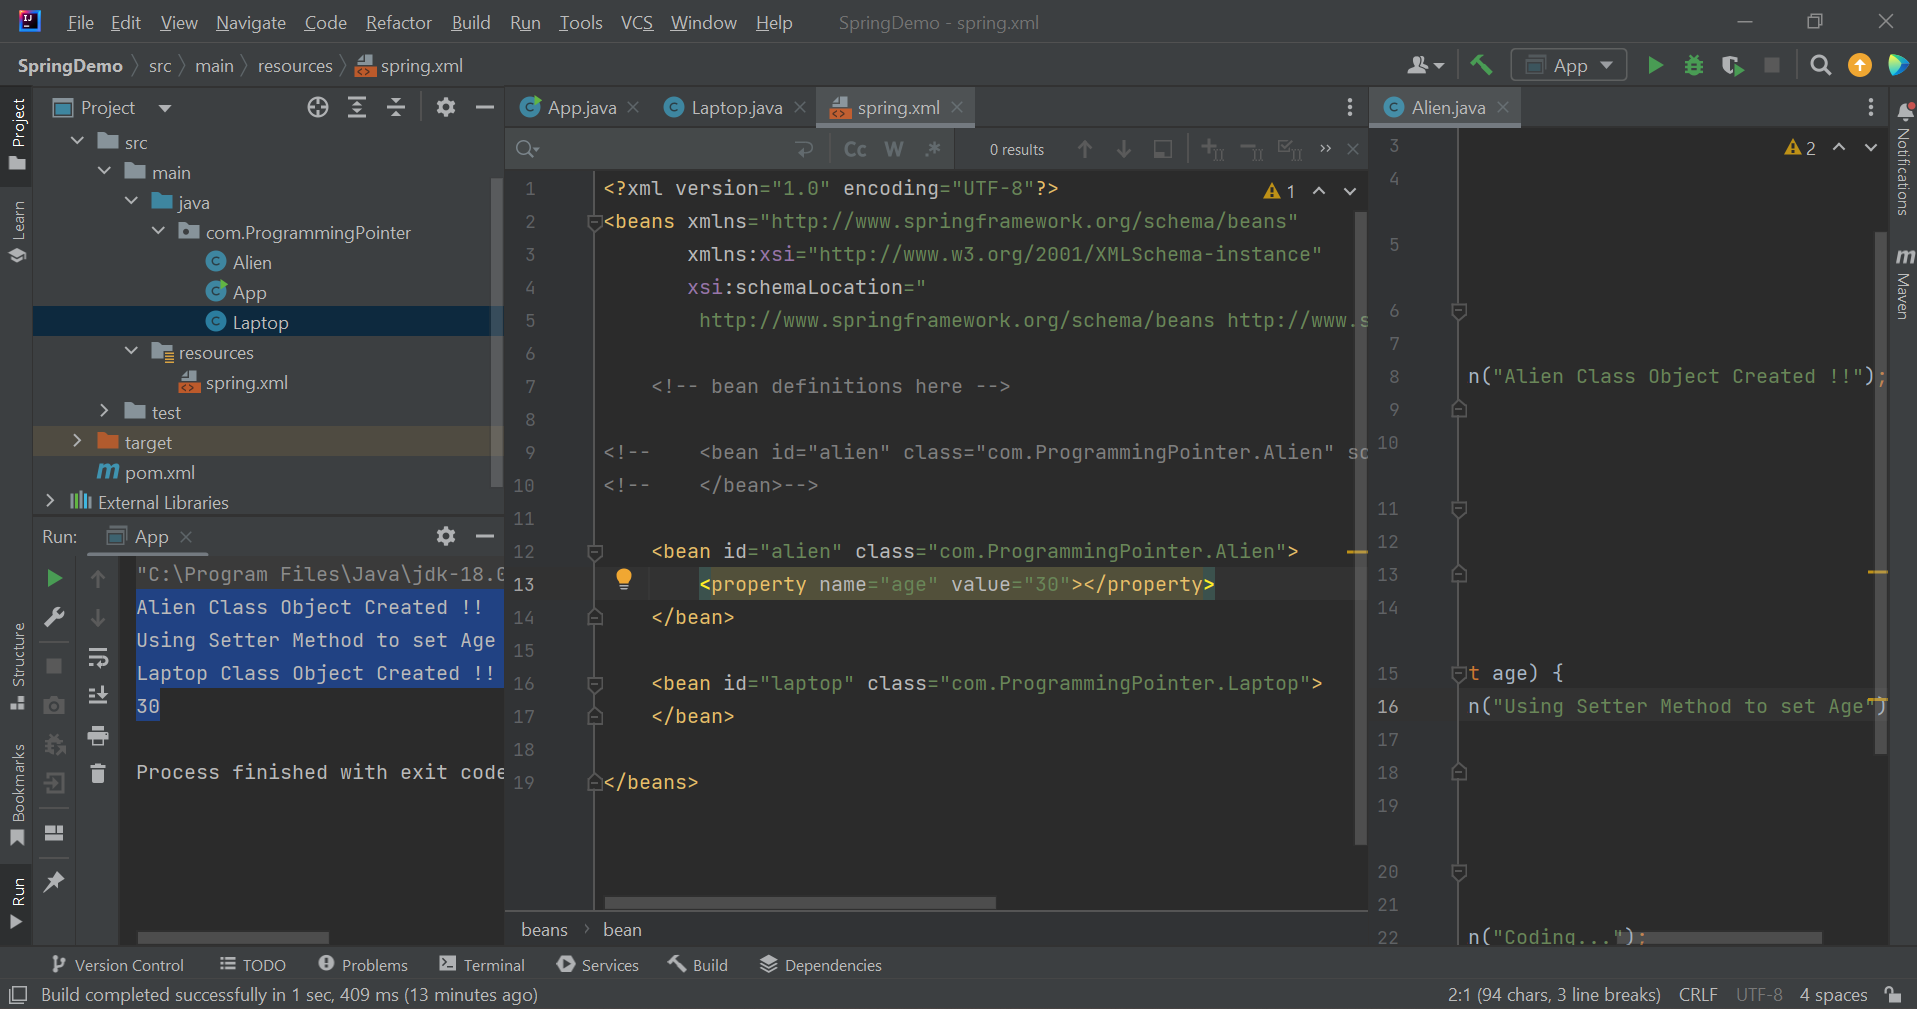 File Edit View Navigate Code Refactor Build Run Tools VCS Window Help SpringDemo - spring.xml
SpringDemo src main resources spring.xml App
Project
Learn
Structure
Bookmarks
Run
Project
src
main
java
com.ProgrammingPointer
Alien
App
Laptop
resources
spring.xml
test
target
pom.xml
External Libraries
Run: App
"C:\Program Files\Java\jdk-18.0
Alien Class Object Created !!
Using Setter Method to set Age
Laptop Class Object Created !!
30
Process finished with exit code
App.java Laptop.java spring.xml
Cc W .* 0 results
1 <?xml version="1.0" encoding="UTF-8"?> 1
2 <beans xmlns="http://www.springframework.org/schema/beans"
3 xmlns:xsi="http://www.w3.org/2001/XMLSchema-instance"
4 xsi:schemaLocation="
5 http://www.springframework.org/schema/beans http://www.s
6
7 <!-- bean definitions here -->
8
9 <!-- <bean id="alien" class="com.ProgrammingPointer.Alien" sc
10 <!-- </bean>-->
11
12 <bean id="alien" class="com.ProgrammingPointer.Alien">
13 <property name="age" value="30"></property>
14 </bean>
15
16 <bean id="laptop" class="com.ProgrammingPointer.Laptop">
17 </bean>
18
19 </beans>
beans bean
Alien.java
3 2
4
5
6
7
8 n("Alien Class Object Created !!");
9
10
11
12
13
14
15 t age) {
16 n("Using Setter Method to set Age")
17
18
19
20
21
22 n("Coding...");
Notifications
Maven
Version Control TODO Problems Terminal Services Build Dependencies
Build completed successfully in 1 sec, 409 ms (13 minutes ago) 2:1 (94 chars, 3 line breaks) CRLF UTF-8 4 spaces